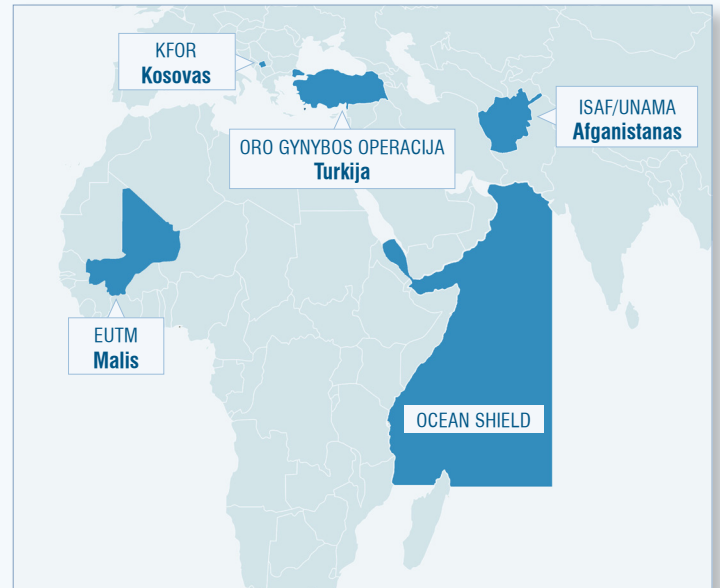 KFOR
Kosovas
ORO GYNYBOS OPERACIJA
Turkija
ISAF/UNAMA
Afganistanas
EUTM
Malis
OCEAN SHIELD